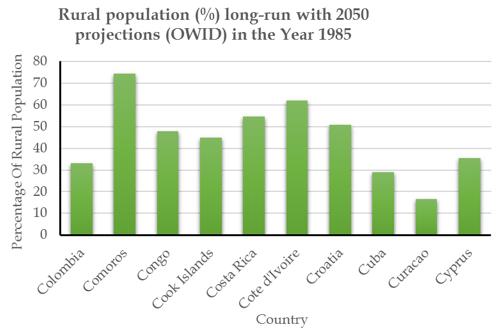 Rural population (%) long-run with 2050
projections (OWID) in the Year 1985
Percentage Of Rural Population
80
70
60
50
40
30
20
10
0
Colombia
Comoros
Congo
Cook Islands
Costa Rica
Cote d'Ivoire
Croatia
Cuba
Curacao
Cyprus
Country